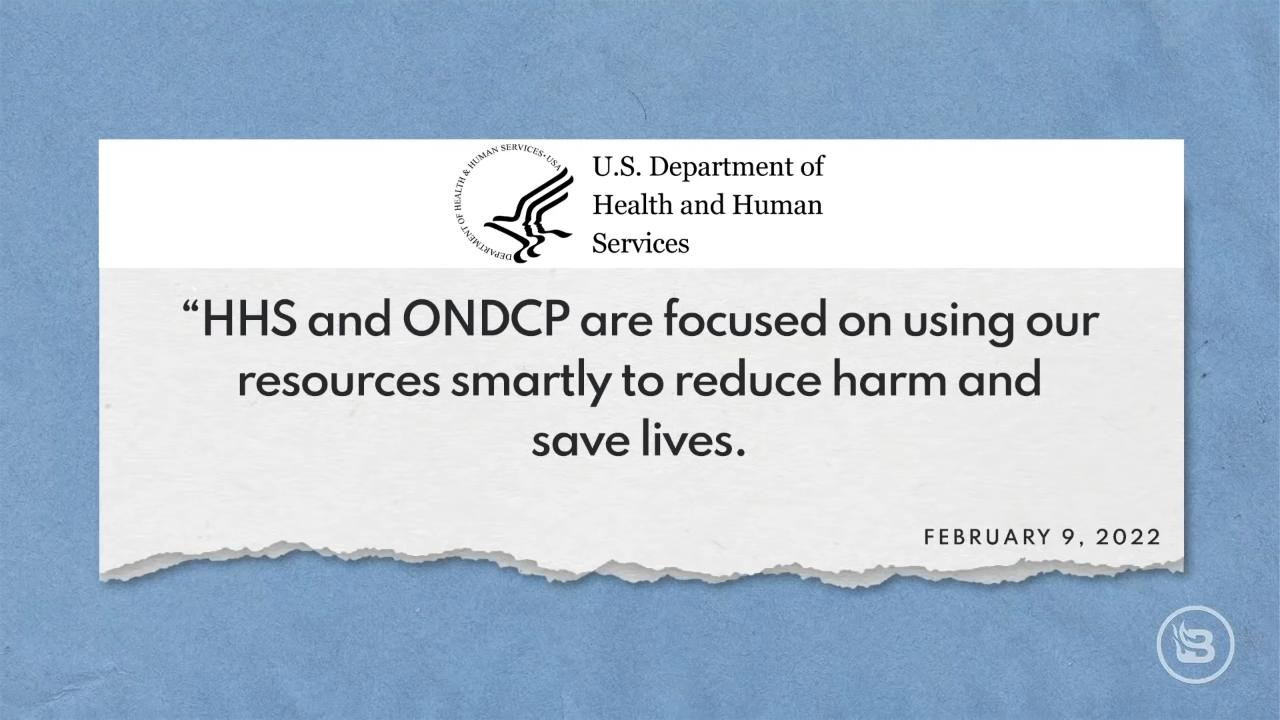 DEPARTMENT OF HEALTH & HUMAN SERVICES • USA
U.S. Department of
Health and Human
Services
“HHS and ONDCP are focused on using our
resources smartly to reduce harm and
save lives.
FEBRUARY 9, 2022
B